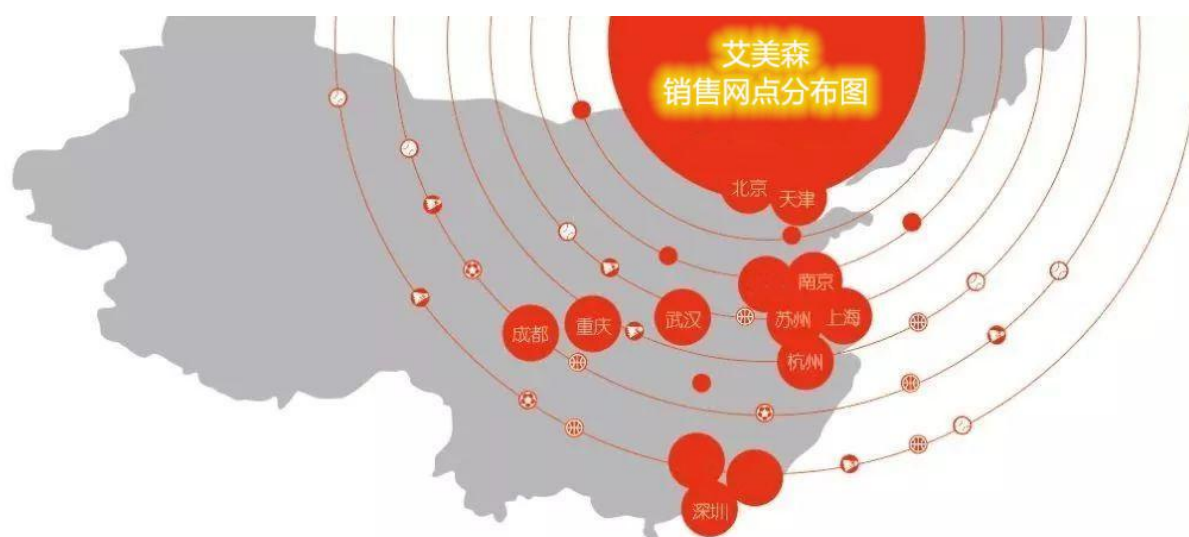 艾美森
销售网点分布图
北京
天津
南京
成都
重庆
武汉
苏州
上海
杭州
深圳